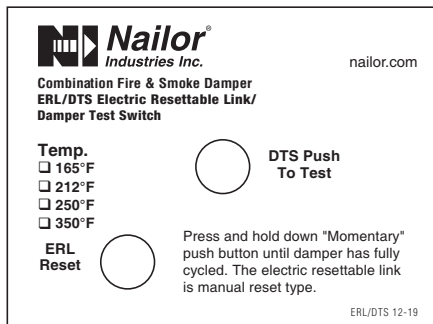 Nailor®
Industries Inc.
nailor.com
Combination Fire & Smoke Damper
ERL/DTS Electric Resettable Link/
Damper Test Switch
Temp.
❑ 165°F
❑ 212°F
❑ 250°F
❑ 350°F
DTS Push
To Test
ERL
Reset
Press and hold down "Momentary"
push button until damper has fully
cycled. The electric resettable link
is manual reset type.
ERL/DTS 12-19